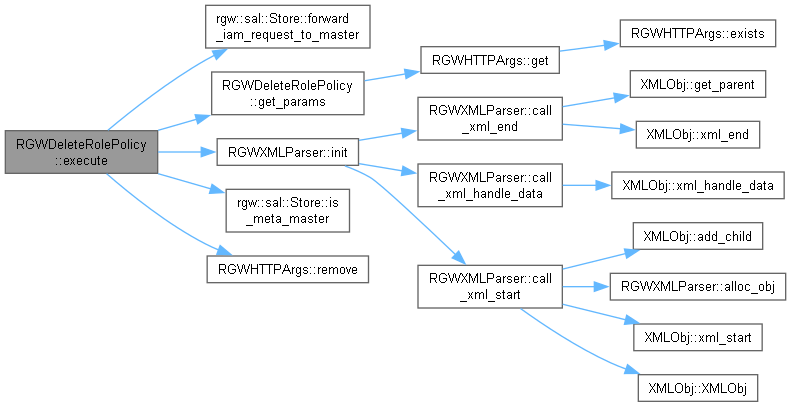 RGWDeleteRolePolicy
::execute
rgw::sal::Store::forward
_iam_request_to_master
RGWDeleteRolePolicy
::get_params
RGWXMLParser::init
rgw::sal::Store::is
_meta_master
RGWHTTPArgs::remove
RGWHTTPArgs::get
RGWXMLParser::call
_xml_end
RGWXMLParser::call
_xml_handle_data
RGWXMLParser::call
_xml_start
RGWHTTPArgs::exists
XMLObj::get_parent
XMLObj::xml_end
XMLObj::xml_handle_data
XMLObj::add_child
RGWXMLParser::alloc_obj
XMLObj::xml_start
XMLObj::XMLObj